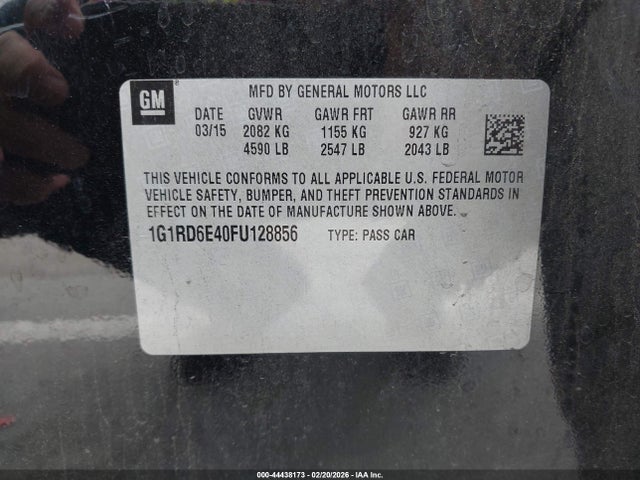 GM
MFD BY GENERAL MOTORS LLC
DATE GVWR GAWR FRT GAWR RR
03/15 2082 KG 1155 KG 927 KG
4590 LB 2547 LB 2043 LB
THIS VEHICLE CONFORMS TO ALL APPLICABLE U.S. FEDERAL MOTOR
VEHICLE SAFETY, BUMPER, AND THEFT PREVENTION STANDARDS IN
EFFECT ON THE DATE OF MANUFACTURE SHOWN ABOVE.
1G1RD6E40FU128856 TYPE: PASS CAR
000-44438173 - 02/20/2026 - IAA Inc.